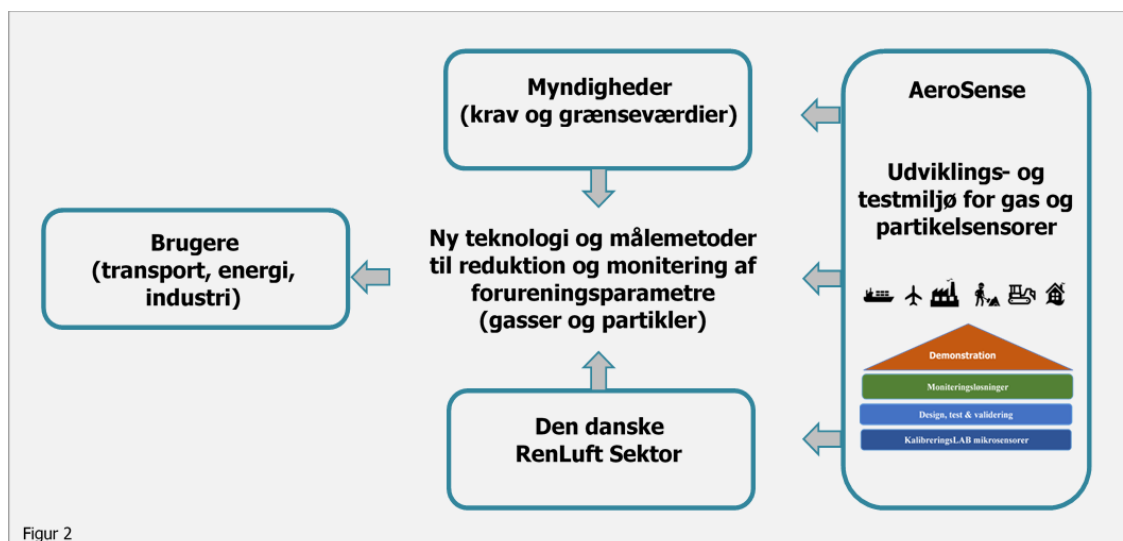 Myndigheder
(krav og grænseværdier)
AeroSense
Udviklings- og
testmiljø for gas og
partikelsensorer
Brugere
(transport, energi,
industri)
Ny teknologi og målemetoder
til reduktion og monitering af
forureningsparametre
(gasser og partikler)
Demonstration
Moniteringsløsninger
Design, test & validering
KalibreringsLAB mikrosensorer
Den danske
RenLuft Sektor
Figur 2